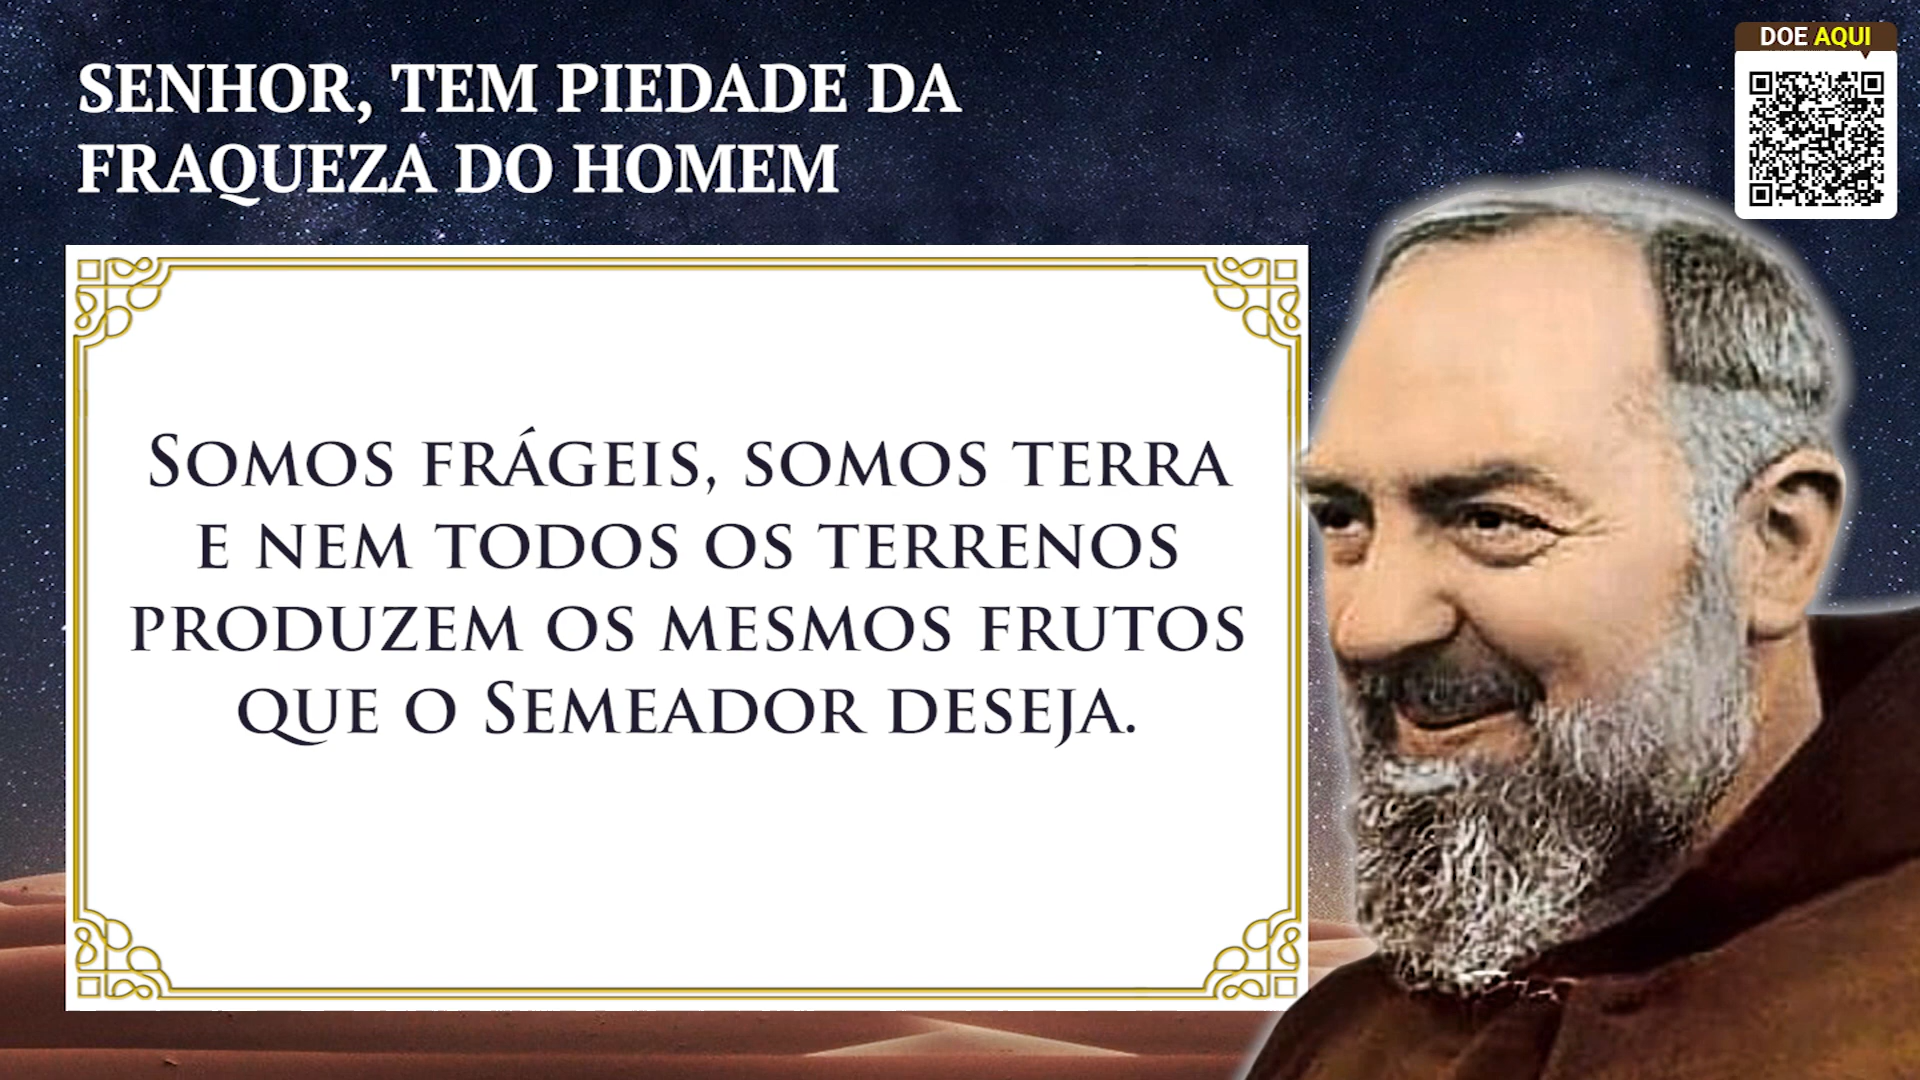 SENHOR, TEM PIEDADE DA
FRAQUEZA DO HOMEM
DOE AQUI
SOMOS FRÁGEIS, SOMOS TERRA
E NEM TODOS OS TERRENOS
PRODUZEM OS MESMOS FRUTOS
QUE O SEMEADOR DESEJA.